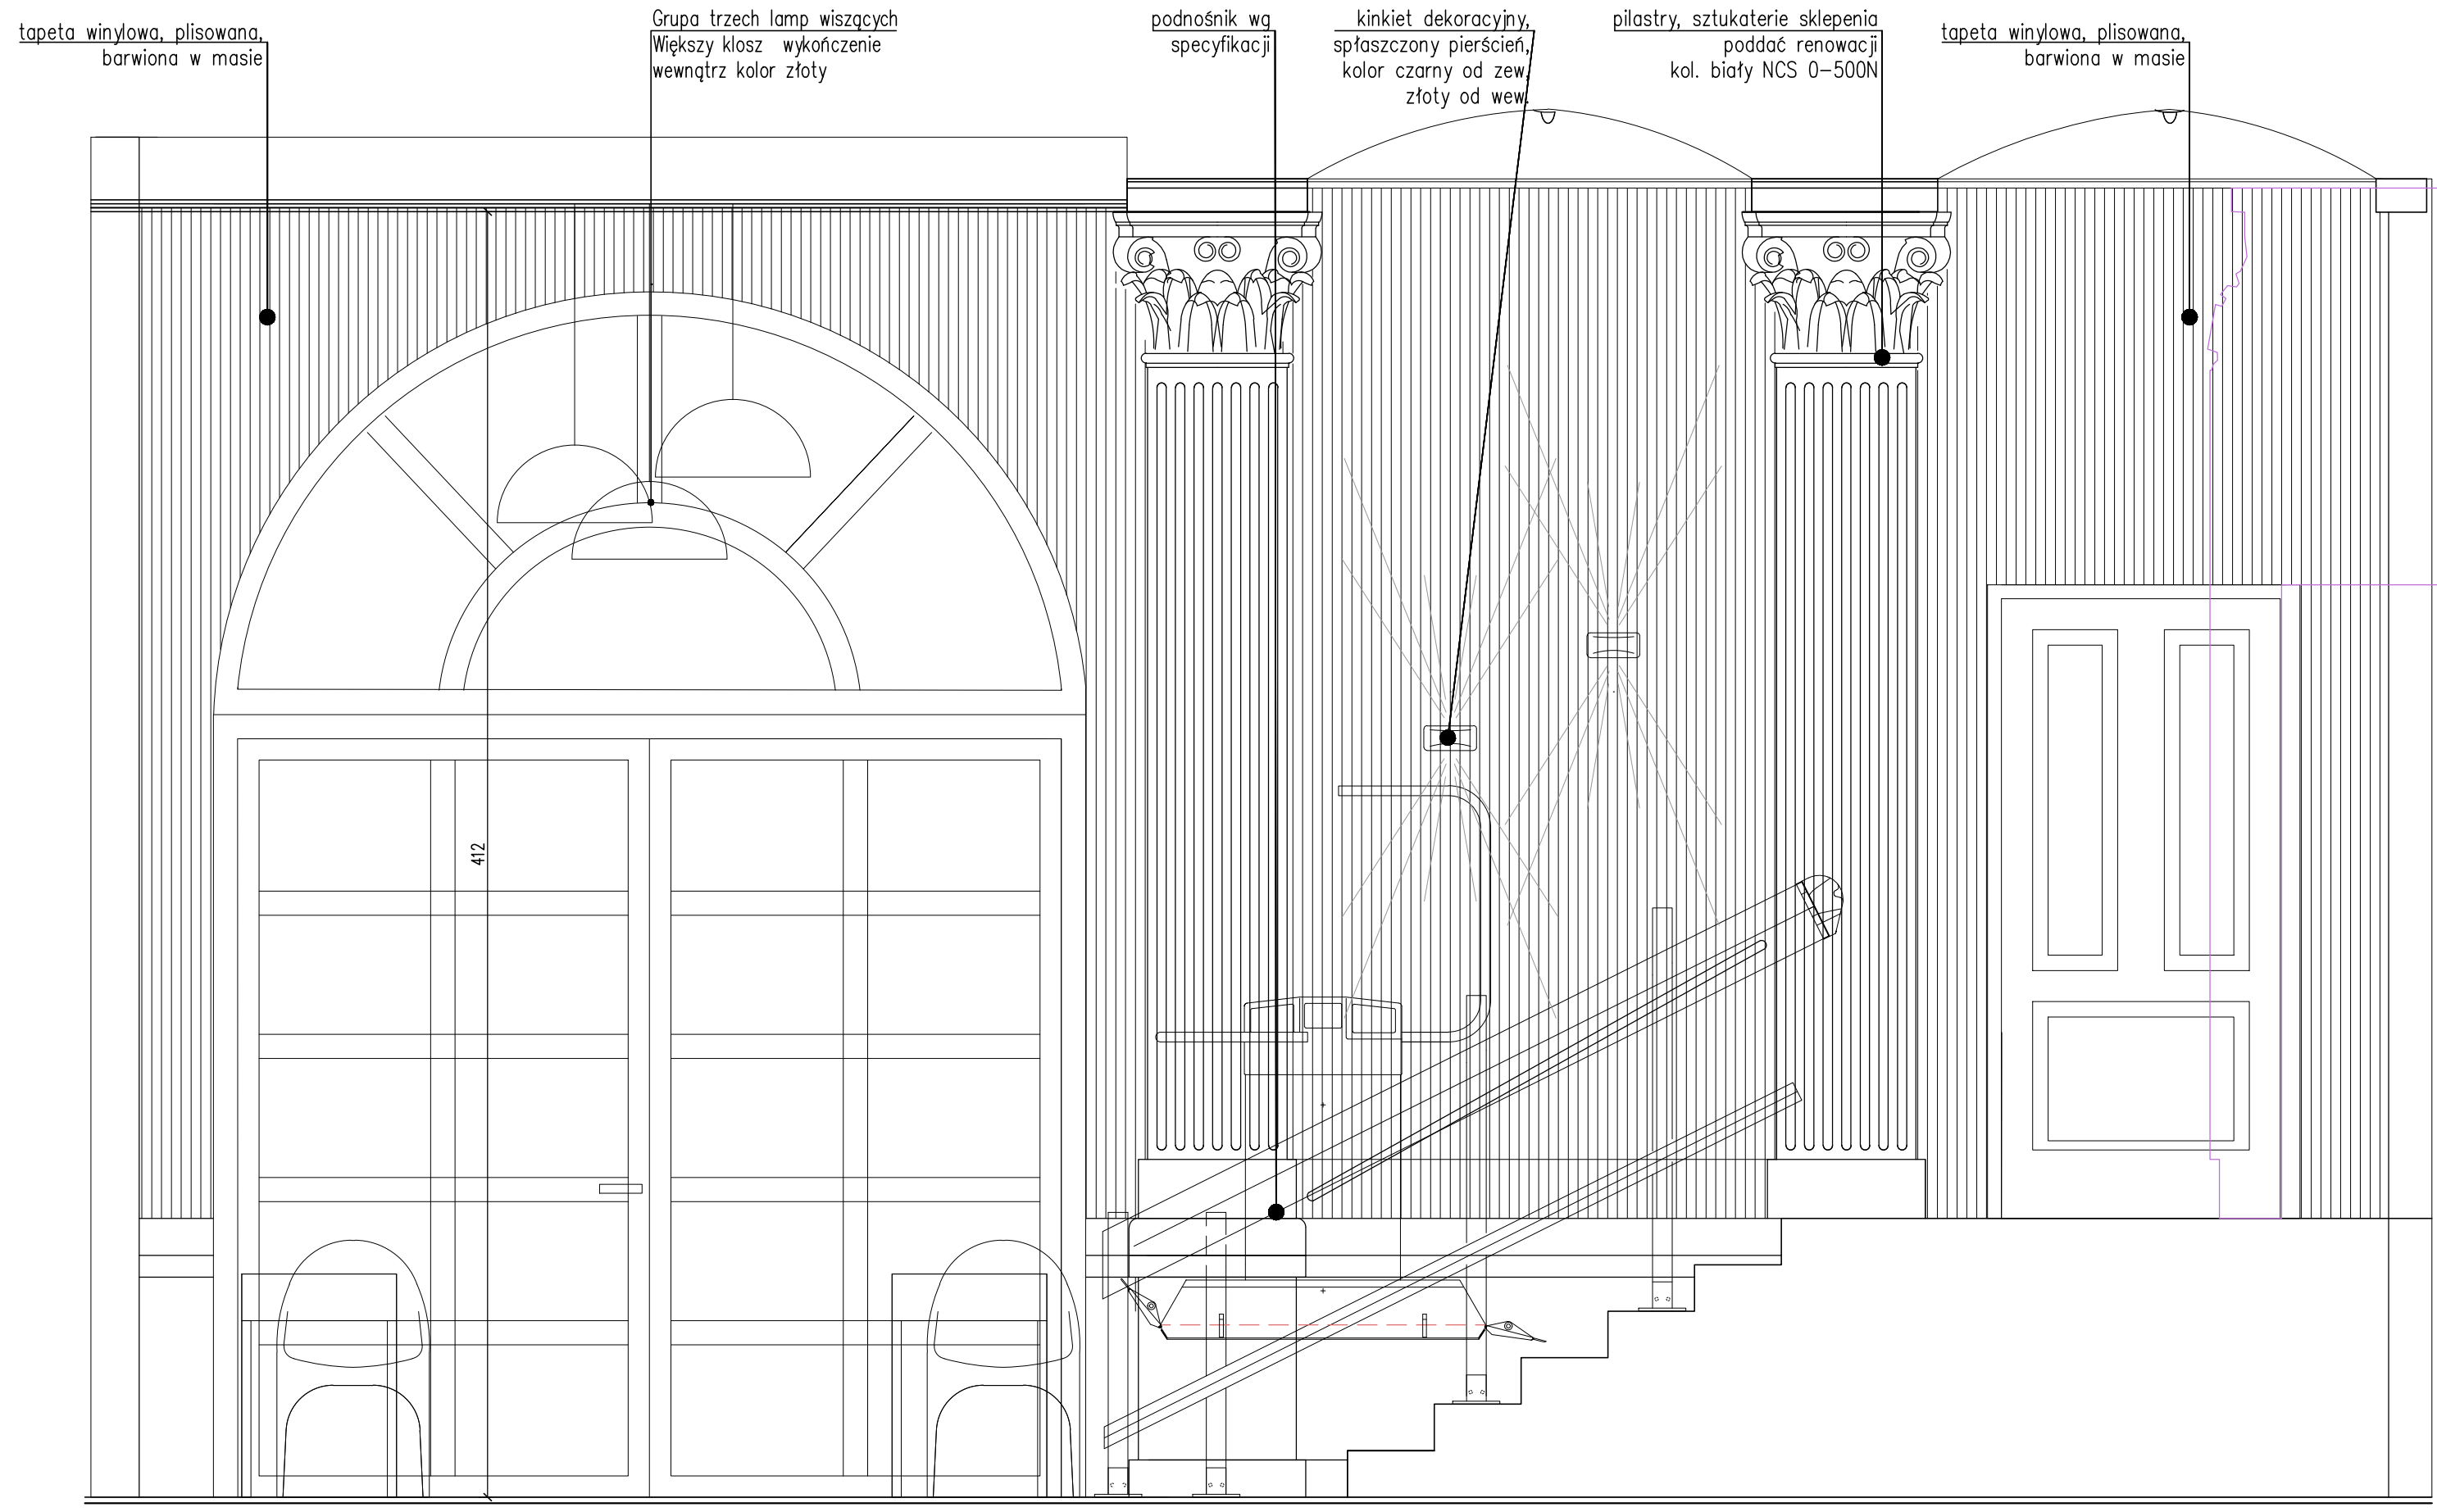 tapeta winylowa, plisowana,
barwiona w masie
Grupa trzech lamp wiszących
Większy klosz wykończenie
wewnątrz kolor złoty
podnośnik wg
specyfikacji
kinkiet dekoracyjny,
spłaszczony pierścień,
kolor czarny od zew,
złoty od wew.
pilastry, sztukaterie sklepenia
poddać renowacji
kol. biały NCS 0-500N
tapeta winylowa, plisowana,
barwiona w masie
412